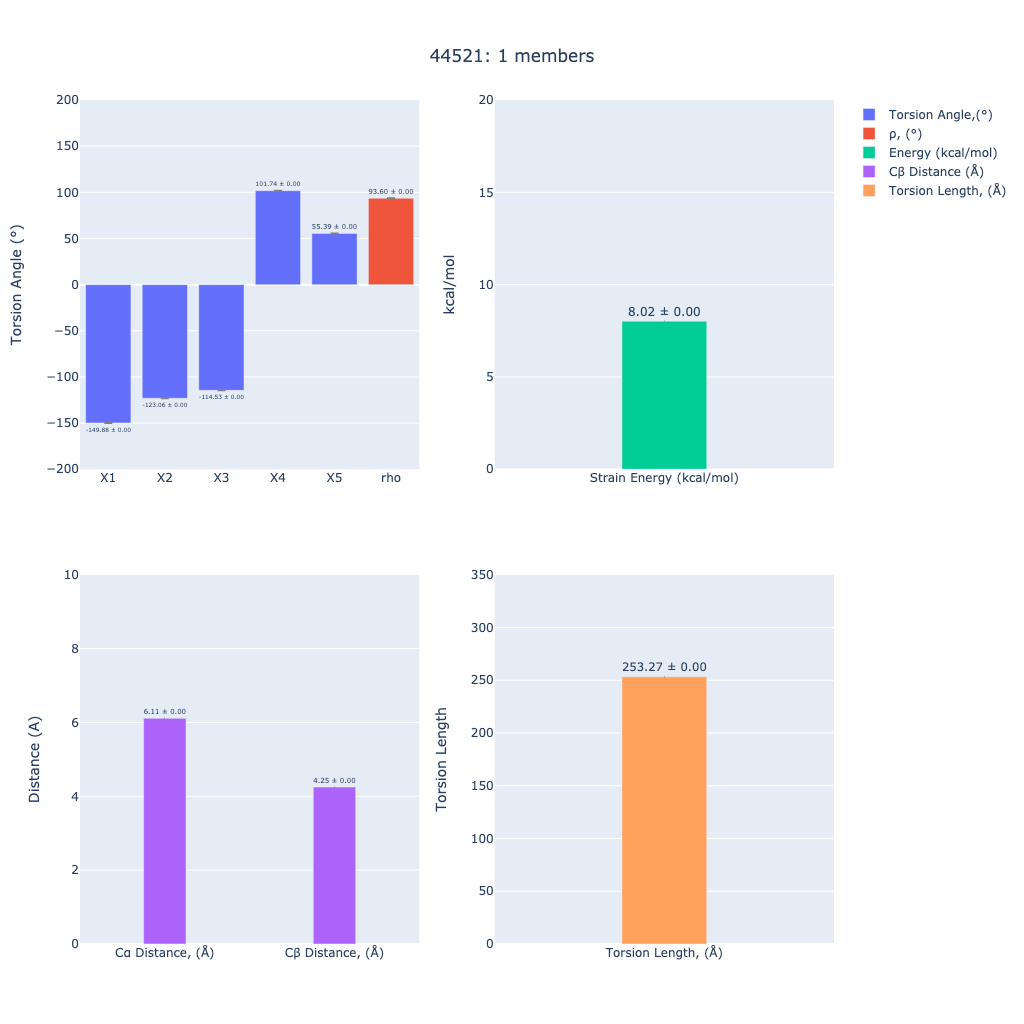 44521: 1 members
200
150
100
50
0
−50
−100
−150
−200
Torsion Angle (°)
-149.88 ± 0.00
-123.06 ± 0.00
-114.53 ± 0.00
101.74 ± 0.00
55.39 ± 0.00
93.60 ± 0.00
X1
X2
X3
X4
X5
rho
20
15
10
5
0
kcal/mol
8.02 ± 0.00
Strain Energy (kcal/mol)
Torsion Angle,(°)
ρ, (°)
Energy (kcal/mol)
Cβ Distance (Å)
Torsion Length, (Å)
10
8
6
4
2
0
Distance (A)
6.11 ± 0.00
4.25 ± 0.00
Cα Distance, (Å)
Cβ Distance, (Å)
350
300
250
200
150
100
50
0
Torsion Length
253.27 ± 0.00
Torsion Length, (Å)